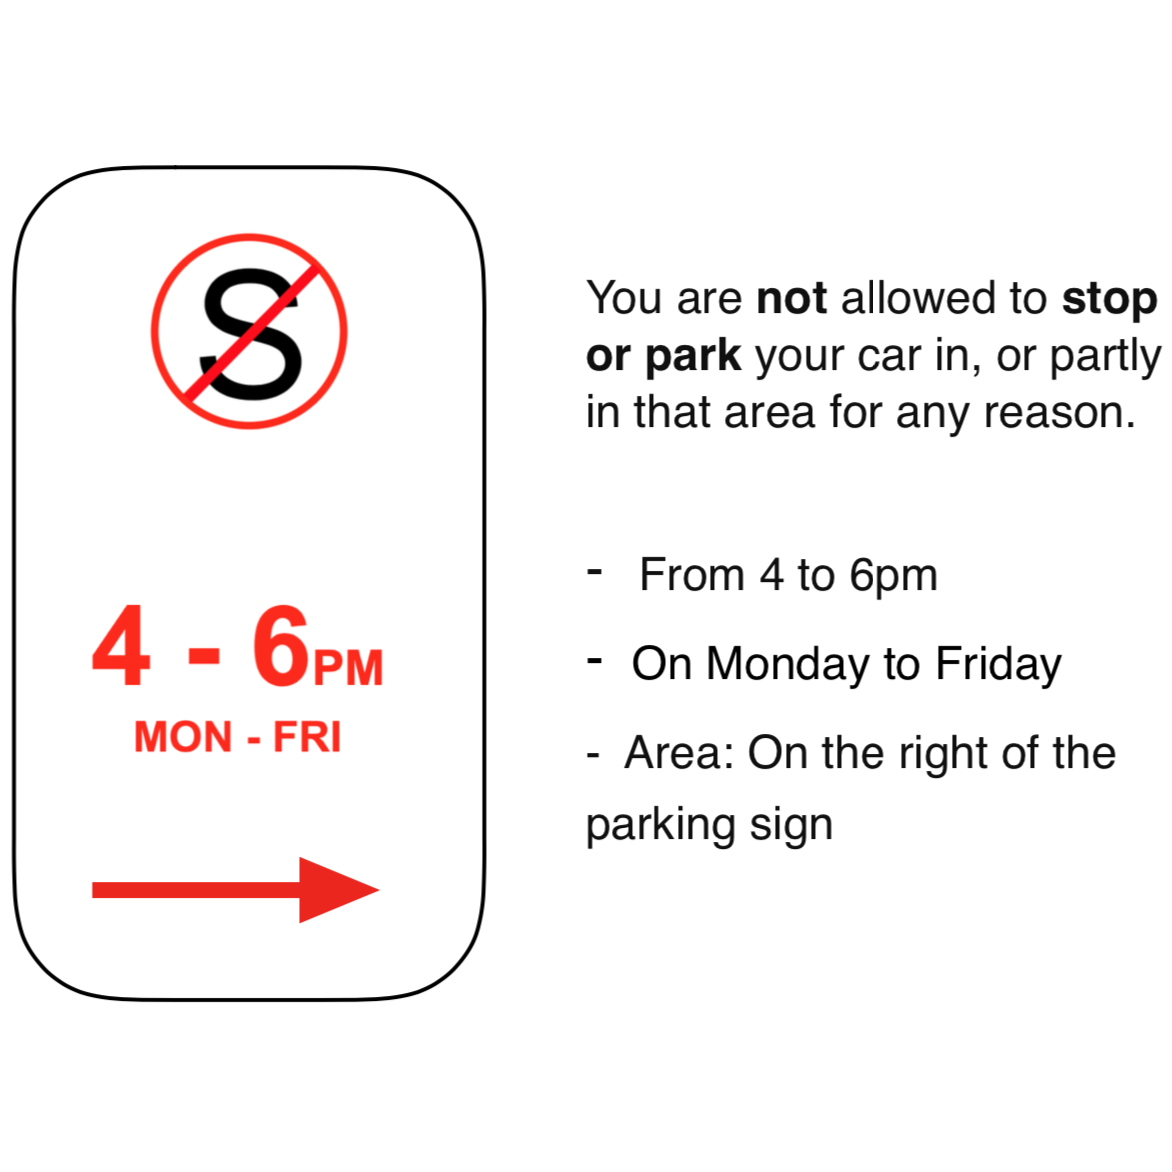 S
4 - 6PM
MON - FRI
You are not allowed to stop
or park your car in, or partly
in that area for any reason.
- From 4 to 6pm
- On Monday to Friday
- Area: On the right of the
parking sign